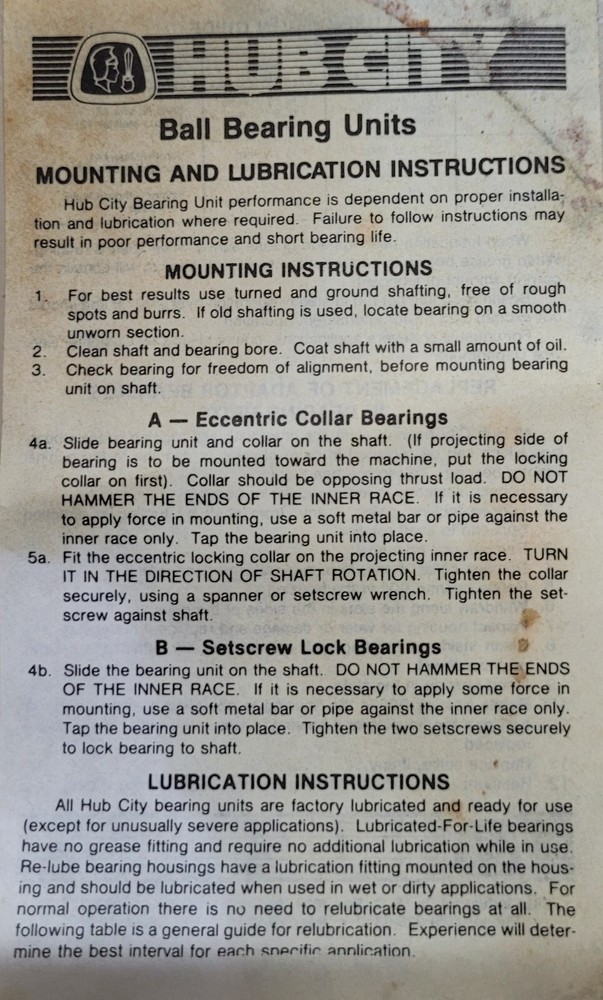 HUB CITY
Ball Bearing Units
MOUNTING AND LUBRICATION INSTRUCTIONS
Hub City Bearing Unit performance is dependent on proper installa-
tion and lubrication where required. Failure to follow instructions may
result in poor performance and short bearing life.
MOUNTING INSTRUCTIONS
1. For best results use turned and ground shafting, free of rough
spots and burrs. If old shafting is used, locate bearing on a smooth
unworn section.
2. Clean shaft and bearing bore. Coat shaft with a small amount of oil.
3. Check bearing for freedom of alignment, before mounting bearing
unit on shaft.
A — Eccentric Collar Bearings
4a. Slide bearing unit and collar on the shaft. (If projecting side of
bearing is to be mounted toward the machine, put the locking
collar on first). Collar should be opposing thrust load. DO NOT
HAMMER THE ENDS OF THE INNER RACE. If it is necessary
to apply force in mounting, use a soft metal bar or pipe against the
inner race only. Tap the bearing unit into place.
5a. Fit the eccentric locking collar on the projecting inner race. TURN
IT IN THE DIRECTION OF SHAFT ROTATION. Tighten the collar
securely, using a spanner or setscrew wrench. Tighten the set-
screw against shaft.
B — Setscrew Lock Bearings
4b. Slide the bearing unit on the shaft. DO NOT HAMMER THE ENDS
OF THE INNER RACE. If it is necessary to apply some force in
mounting, use a soft metal bar or pipe against the inner race only.
Tap the bearing unit into place. Tighten the two setscrews securely
to lock bearing to shaft.
LUBRICATION INSTRUCTIONS
All Hub City bearing units are factory lubricated and ready for use
(except for unusually severe applications). Lubricated-For-Life bearings
have no grease fitting and require no additional lubrication while in use.
Re-lube bearing housings have a lubrication fitting mounted on the hous-
ing and should be lubricated when used in wet or dirty applications. For
normal operation there is no need to relubricate bearings at all. The
following table is a general guide for relubrication. Experience will deter-
mine the best interval for each specific application.